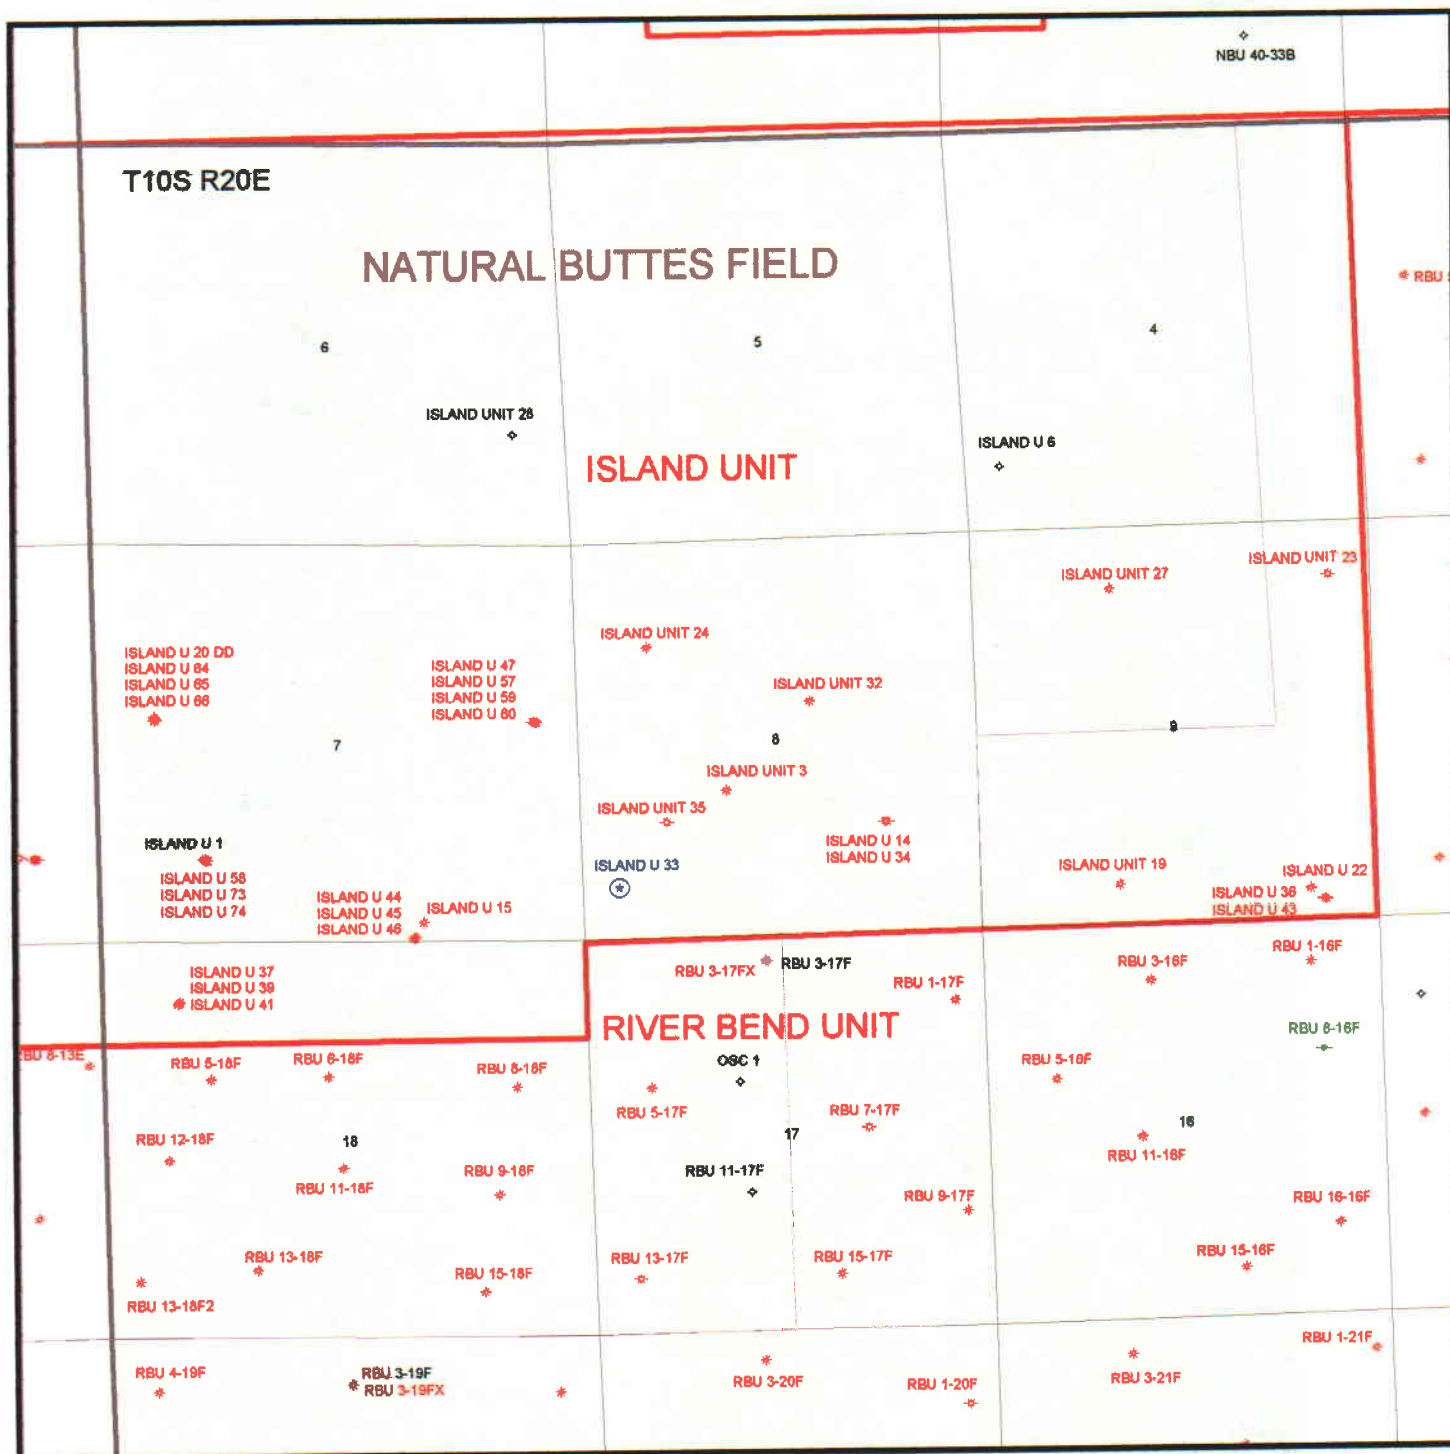 NBU 40-33B
T10S R20E
NATURAL BUTTES FIELD
RBU
6
5
4
ISLAND UNIT 28
ISLAND U 6
ISLAND UNIT
ISLAND UNIT 27
ISLAND UNIT 23
ISLAND UNIT 24
ISLAND U 20 DD
ISLAND U 64
ISLAND U 65
ISLAND U 66
ISLAND U 47
ISLAND U 57
ISLAND U 59
ISLAND U 60
ISLAND UNIT 32
7
8
9
ISLAND UNIT 3
ISLAND UNIT 35
ISLAND U 14
ISLAND U 34
ISLAND U 1
ISLAND U 58
ISLAND U 73
ISLAND U 74
ISLAND U 33
ISLAND UNIT 19
ISLAND U 22
ISLAND U 36
ISLAND U 43
ISLAND U 44
ISLAND U 45
ISLAND U 46
ISLAND U 15
ISLAND U 37
ISLAND U 39
ISLAND U 41
RBU 3-17FX
RBU 3-17F
RBU 1-17F
RBU 3-16F
RBU 1-16F
RIVER BEND UNIT
RBU 8-16F
RBU 8-13E
RBU 5-18F
RBU 6-18F
RBU 8-18F
OSC 1
RBU 5-16F
RBU 5-17F
RBU 7-17F
RBU 12-18F
18
17
16
RBU 11-16F
RBU 11-18F
RBU 9-18F
RBU 11-17F
RBU 9-17F
RBU 16-16F
RBU 13-18F
RBU 15-18F
RBU 13-17F
RBU 15-17F
RBU 15-16F
RBU 13-18F2
RBU 4-19F
RBU 3-19F
RBU 3-19FX
RBU 3-20F
RBU 1-20F
RBU 3-21F
RBU 1-21F